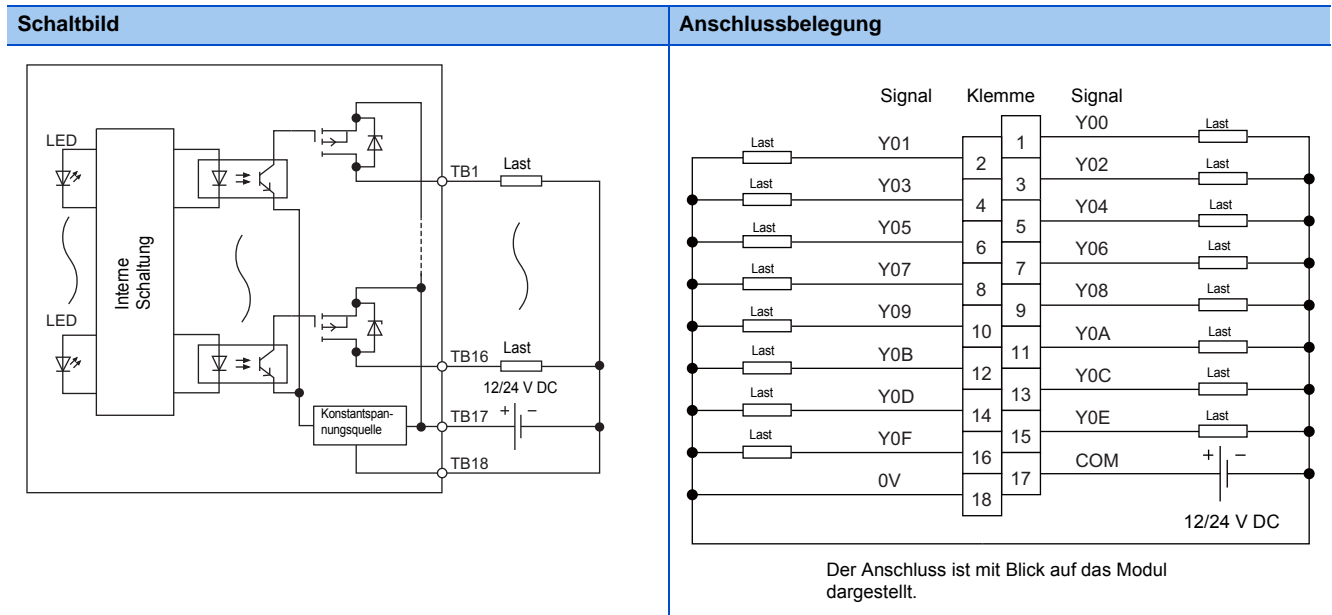 Schaltbild
LED
LED
Interne
Schaltung
TB1
Last
TB16
Last
12/24 V DC
+ −
Konstantspan-
nungsquelle
TB17
TB18
Anschlussbelegung
Signal Klemme Signal
1 Y00 Last
Last Y01 2
3 Y02 Last
Last Y03 4
5 Y04 Last
Last Y05 6
7 Y06 Last
Last Y07 8
9 Y08 Last
Last Y09 10
11 Y0A Last
Last Y0B 12
13 Y0C Last
Last Y0D 14
15 Y0E Last
Last Y0F 16
17 COM + −
0V 18
12/24 V DC
Der Anschluss ist mit Blick auf das Modul
dargestellt.